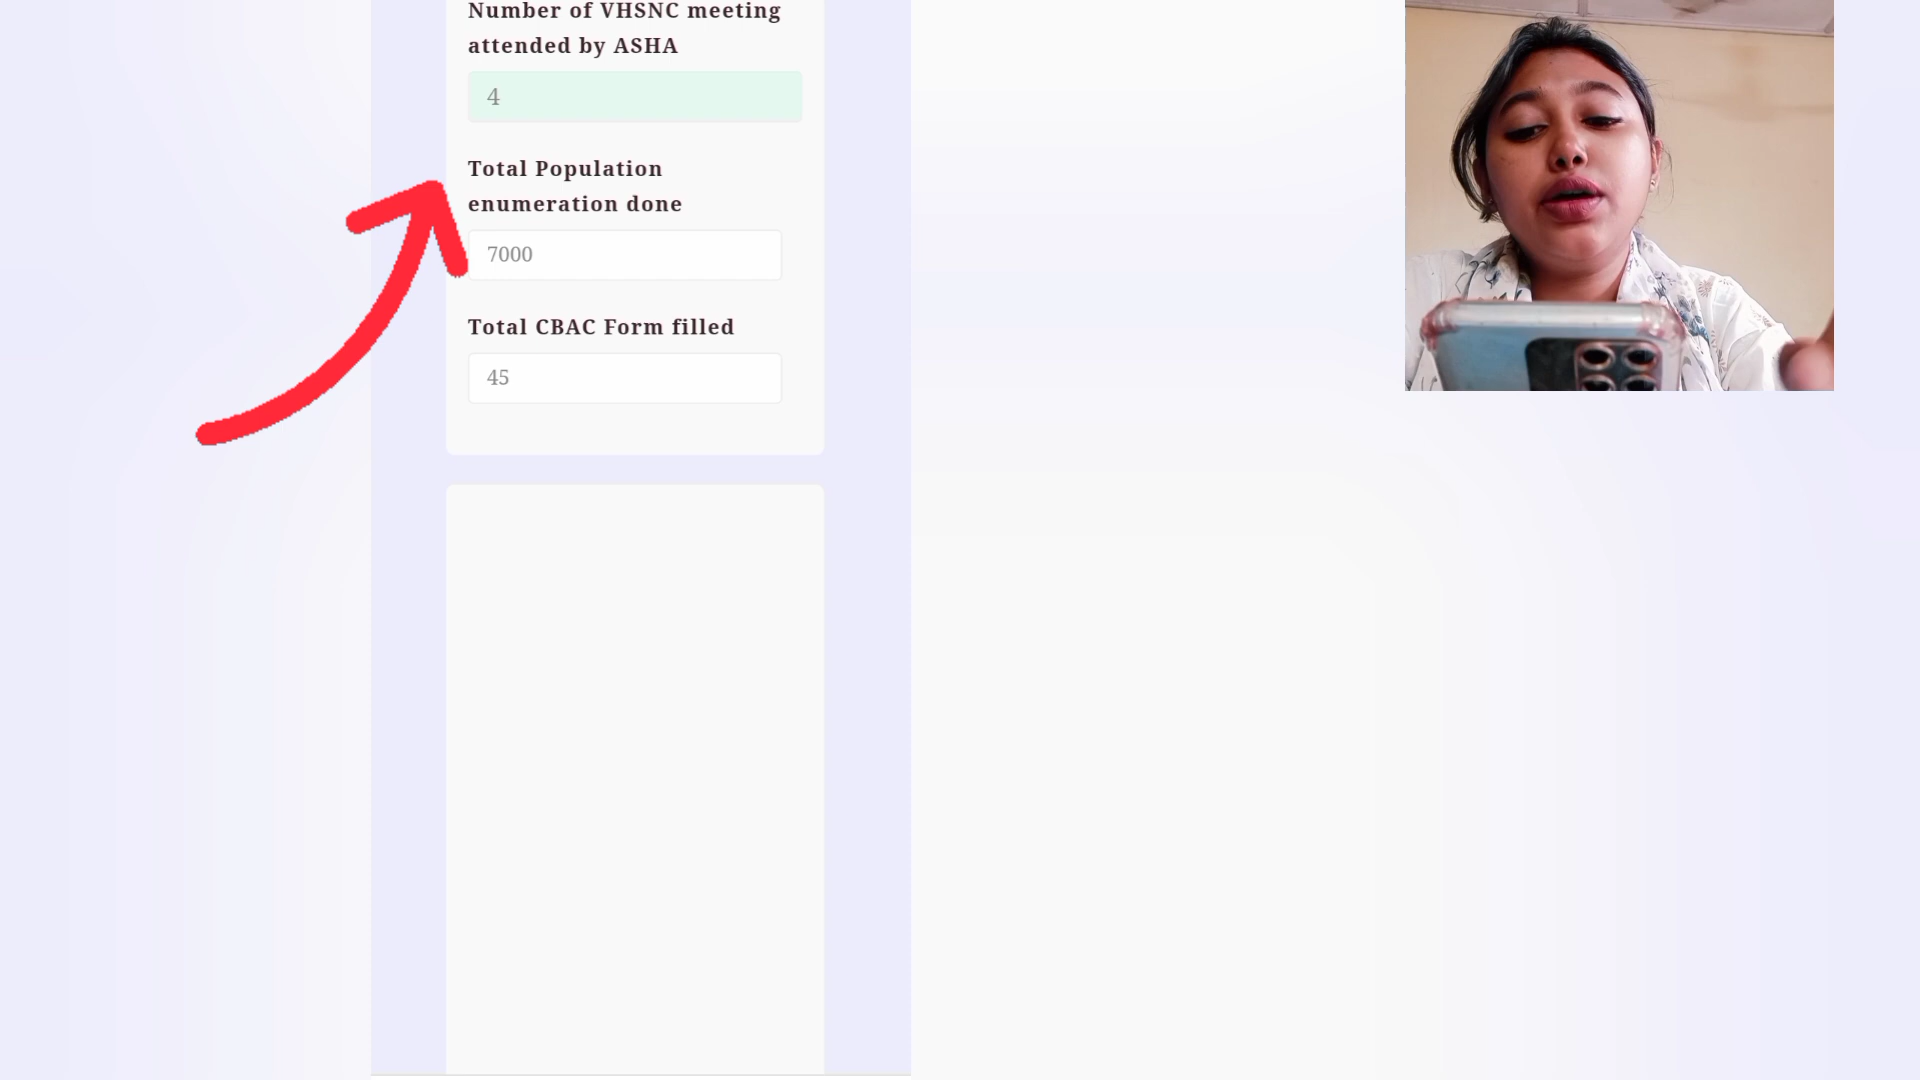 Number of VHSNC meeting
attended by ASHA
4
Total Population
enumeration done
7000
Total CBAC Form filled
45